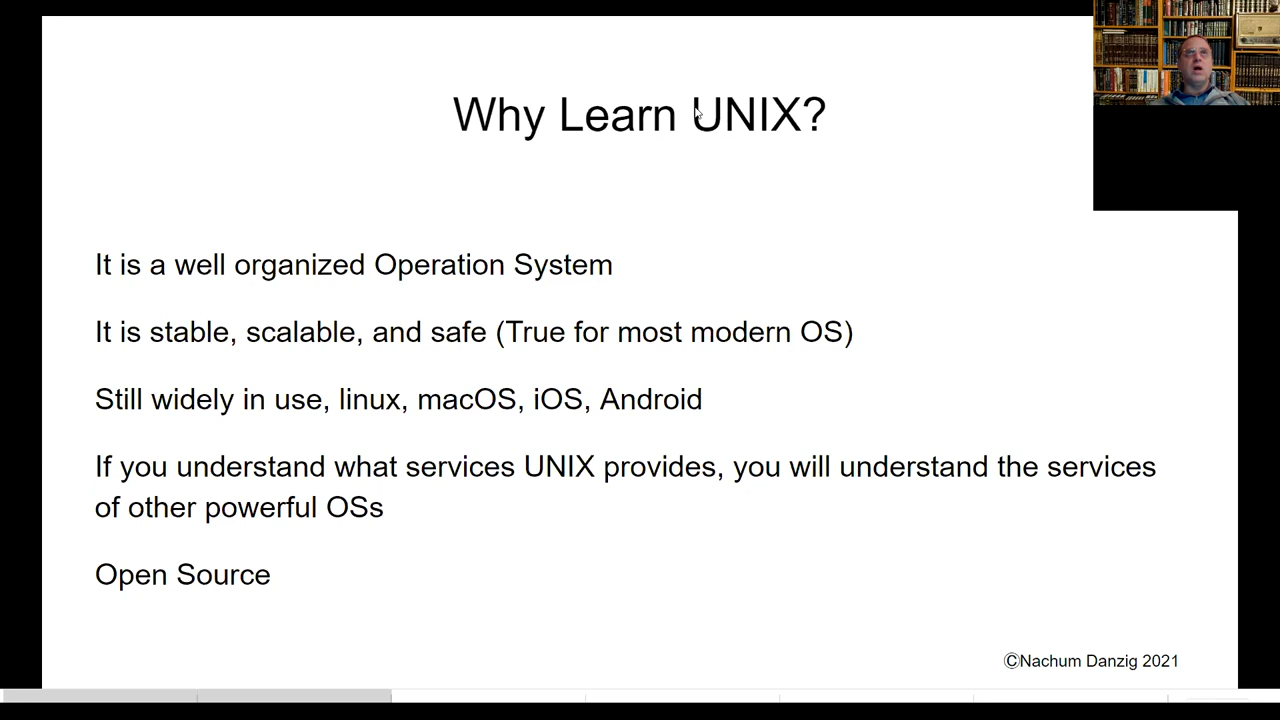 Why Learn UNIX?
It is a well organized Operation System
It is stable, scalable, and safe (True for most modern OS)
Still widely in use, linux, macOS, iOS, Android
If you understand what services UNIX provides, you will understand the services
of other powerful OSs
Open Source
ⒸNachum Danzig 2021